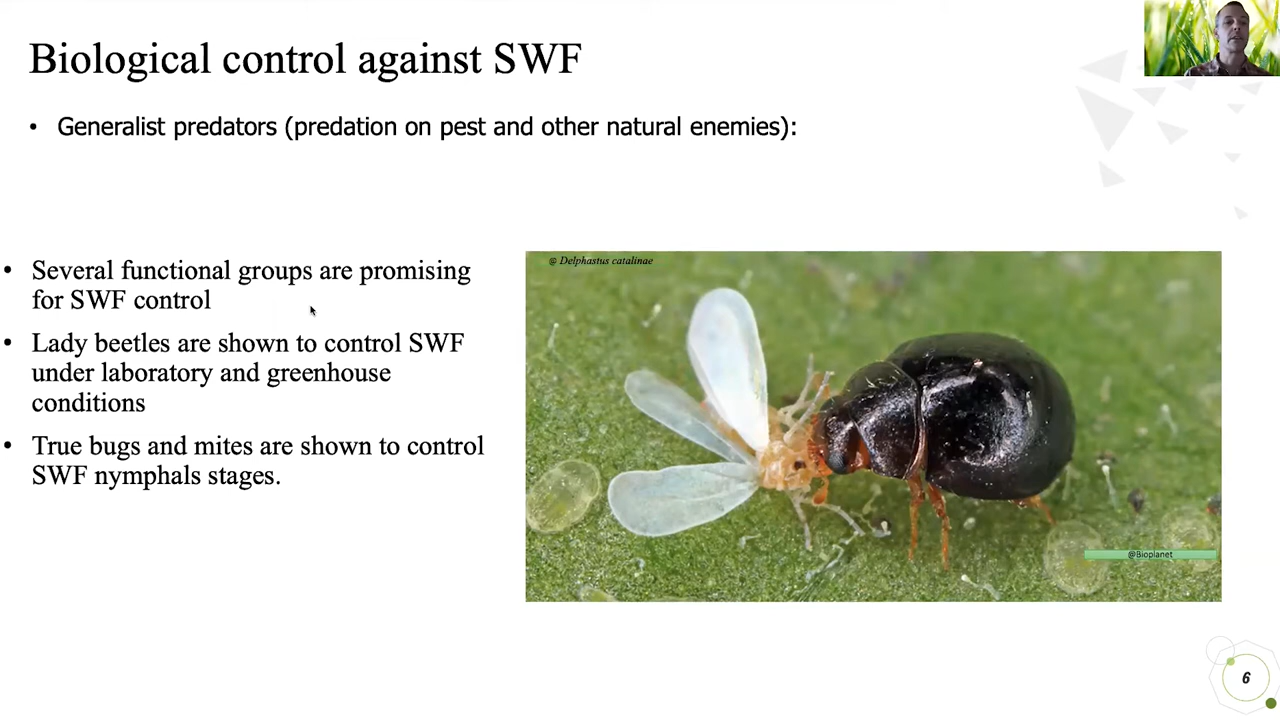 Biological control against SWF
• Generalist predators (predation on pest and other natural enemies):
• Several functional groups are promising
for SWF control
• Lady beetles are shown to control SWF
under laboratory and greenhouse
conditions
• True bugs and mites are shown to control
SWF nymphals stages.
@ Delphastus catalinae
@Bioplanet
6